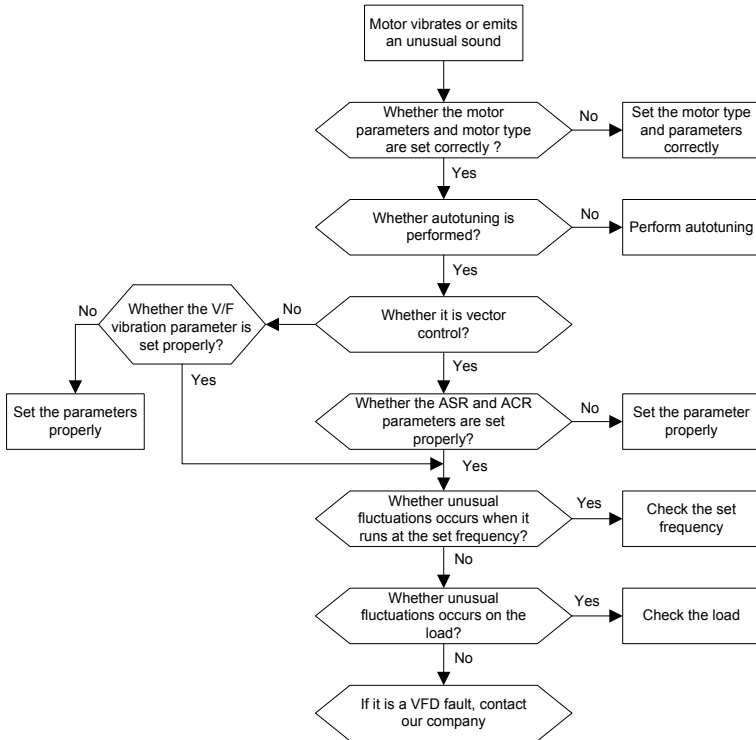 Motor vibrates or emits
an unusual sound
Whether the motor
parameters and motor type
are set correctly ?
No
Set the motor type
and parameters
correctly
Yes
Whether autotuning is
performed?
No
Perform autotuning
Yes
Whether it is vector
control?
No
Whether the V/F
vibration parameter is
set properly?
No
Set the parameters
properly
Yes
Yes
Whether the ASR and ACR
parameters are set
properly?
No
Set the parameter
properly
Yes
Whether unusual
fluctuations occurs when it
runs at the set frequency?
Yes
Check the set
frequency
No
Whether unusual
fluctuations occurs on the
load?
Yes
Check the load
No
If it is a VFD fault, contact
our company